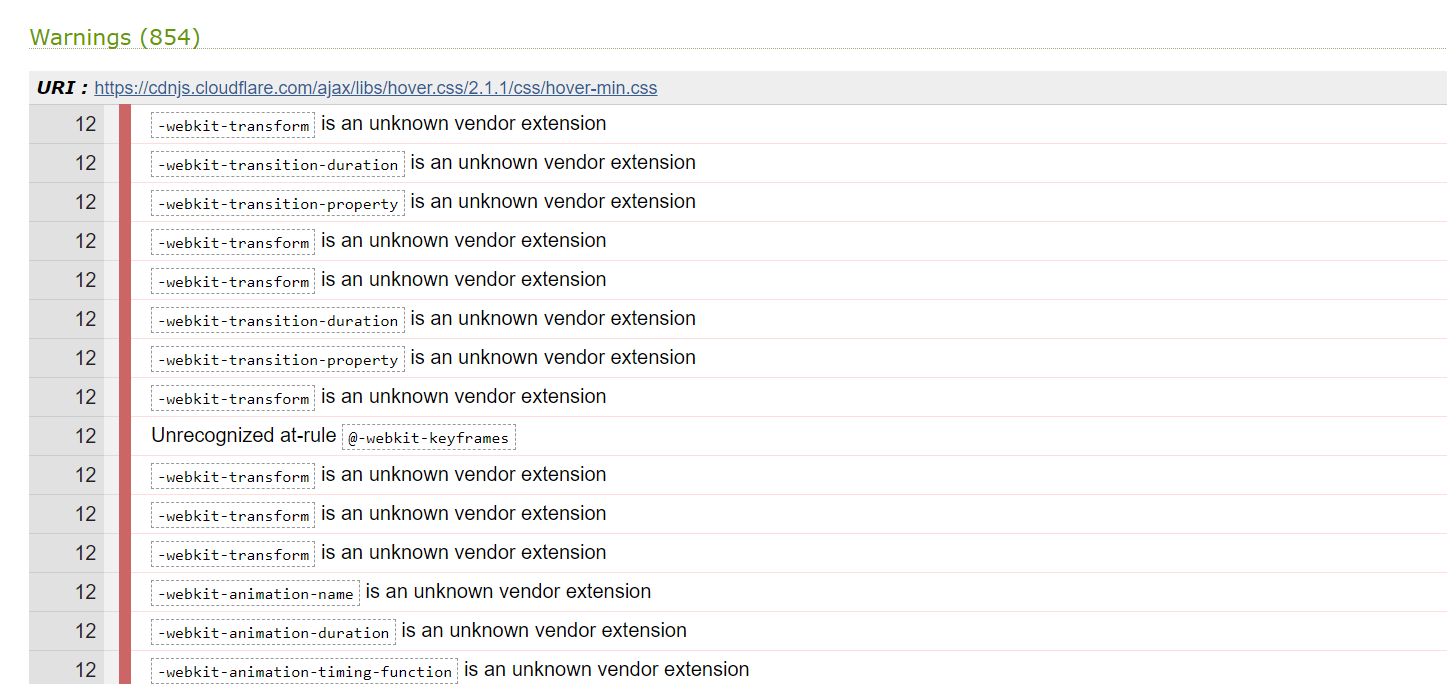 Warnings (854)
URI : https://cdnjs.cloudflare.com/ajax/libs/hover.css/2.1.1/css/hover-min.css
12 -webkit-transform is an unknown vendor extension
12 -webkit-transition-duration is an unknown vendor extension
12 -webkit-transition-property is an unknown vendor extension
12 -webkit-transform is an unknown vendor extension
12 -webkit-transform is an unknown vendor extension
12 -webkit-transition-duration is an unknown vendor extension
12 -webkit-transition-property is an unknown vendor extension
12 -webkit-transform is an unknown vendor extension
12 Unrecognized at-rule @-webkit-keyframes
12 -webkit-transform is an unknown vendor extension
12 -webkit-transform is an unknown vendor extension
12 -webkit-transform is an unknown vendor extension
12 -webkit-animation-name is an unknown vendor extension
12 -webkit-animation-duration is an unknown vendor extension
12 -webkit-animation-timing-function is an unknown vendor extension